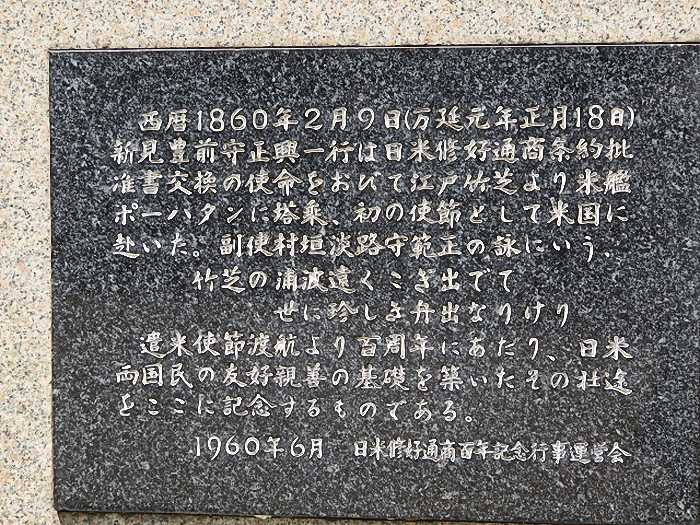 西暦1860年2月9日(万延元年正月18日)
新見豊前守正興一行は日米修好通商条約批
准書交換の使命をおびて江戸竹芝より米艦
ポーハタンに塔乗、初の使節として米国に
赴いた。副使村垣淡路守範正の詠にいう、
竹芝の浦波遠くこぎ出でて
せに珍しき舟出なりけり
遣米使節渡航より百周年にあたり、日米
両国民の友好親善の基礎を築いたその壮途
をここに記念するものである。
1960年6月 日米修好通商百年記念行事運営会